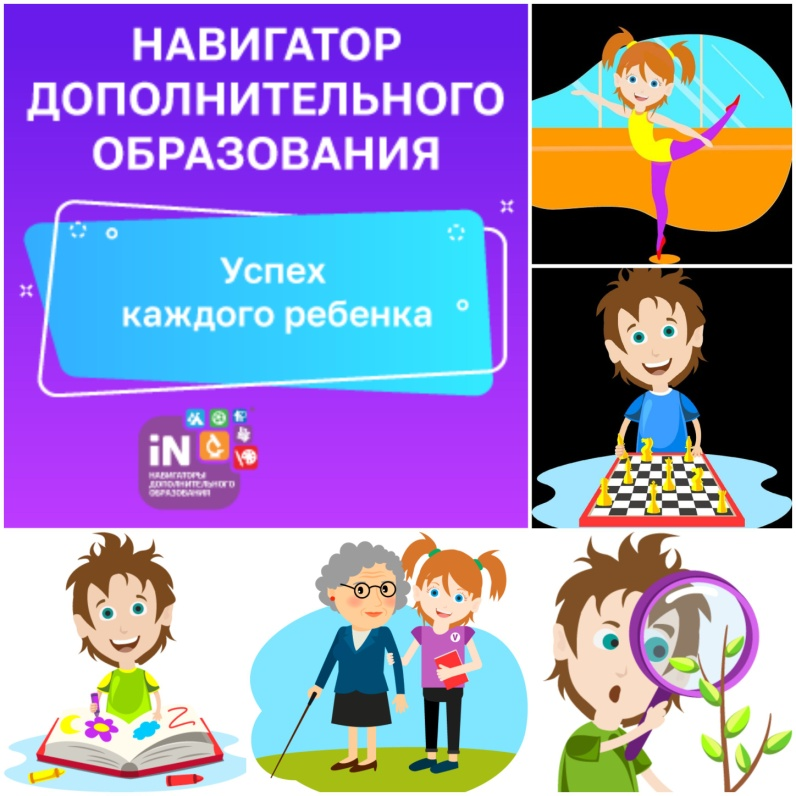 НАВИГАТОР
ДОПОЛНИТЕЛЬНОГО
ОБРАЗОВАНИЯ
Успех
каждого ребенка
iN
НАВИГАТОРЫ
ДОПОЛНИТЕЛЬНОГО
ОБРАЗОВАНИЯ
V